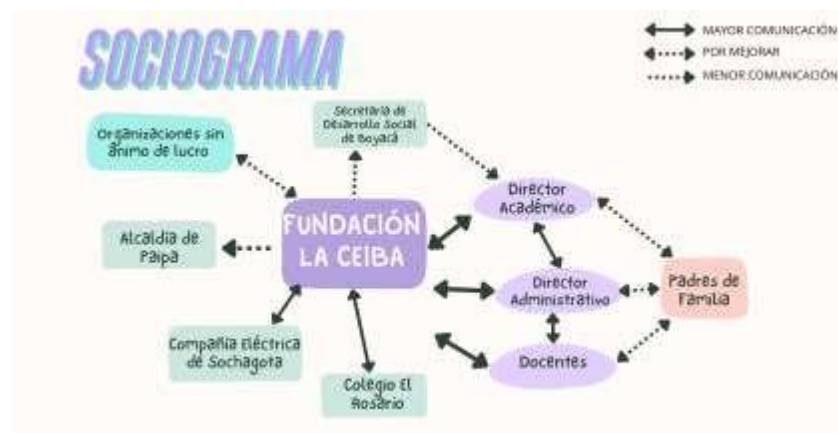 SOCIOGRAMA
MAYOR COMUNICACIÓN
POR MEJORAR
MENOR COMUNICACIÓN
Organizaciones sin
ánimo de lucro
Secretaría de
Desarrollo Social
de Boyacá
Director
Académico
FUNDACIÓN
LA CEIBA
Alcaldía de
Paipa
Director
Administrativo
Padres de
Familia
Compañía Eléctrica
de Sochagota
Docentes
Colegio El
Rosario